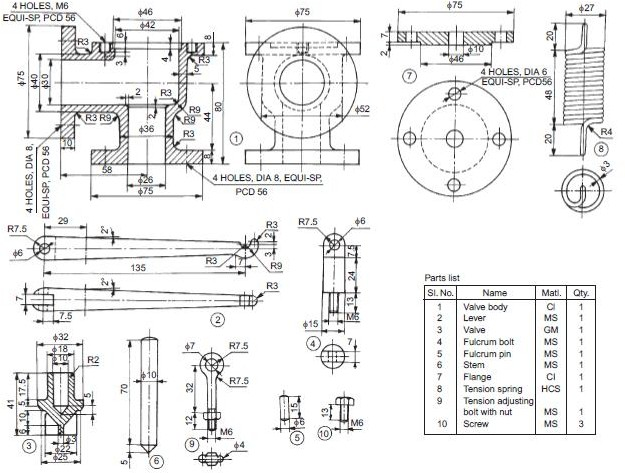 4 HOLES, M6
EQUI-SP, PCD 56
ϕ46
ϕ42
R3
6
3
4
8
R3
5
ϕ75
ϕ40
ϕ30
2
2
R9
44
80
R3
R9
ϕ36
R9
R3
10
58
8
ϕ26
ϕ75
4 HOLES, DIA 8,
EQUI-SP, PCD 56
4 HOLES, DIA 8, EQUI-SP,
PCD 56
ϕ75
ϕ52
1
ϕ75
7
2
ϕ10
ϕ46
7
4 HOLES, DIA 6
EQUI-SP, PCD56
ϕ27
20
48
20
R4
8
ϕ3
29
R7.5
2°
R3
2
3
ϕ6
R3
7
R9
135
2°
R3
7
7.5
2
R7.5
ϕ6
7.5
24
13
M6
ϕ15
4
7
ϕ32
ϕ18
ϕ10
R2
17.5
5
41
5
6
10
ϕ3
ϕ22
ϕ25
3
ϕ10
70
5
6
ϕ7
R7.5
R7.5
32
12
M6
9
ϕ4
15
ϕ6
5
13
M6
10
Parts list
Sl. No. Name Matl. Qty.
1 Valve body CI 1
2 Lever MS 1
3 Valve GM 1
4 Fulcrum bolt MS 1
5 Fulcrum pin MS 1
6 Stem MS 1
7 Flange CI 1
8 Tension spring HCS 1
9 Tension adjusting
bolt with nut MS 1
10 Screw MS 3